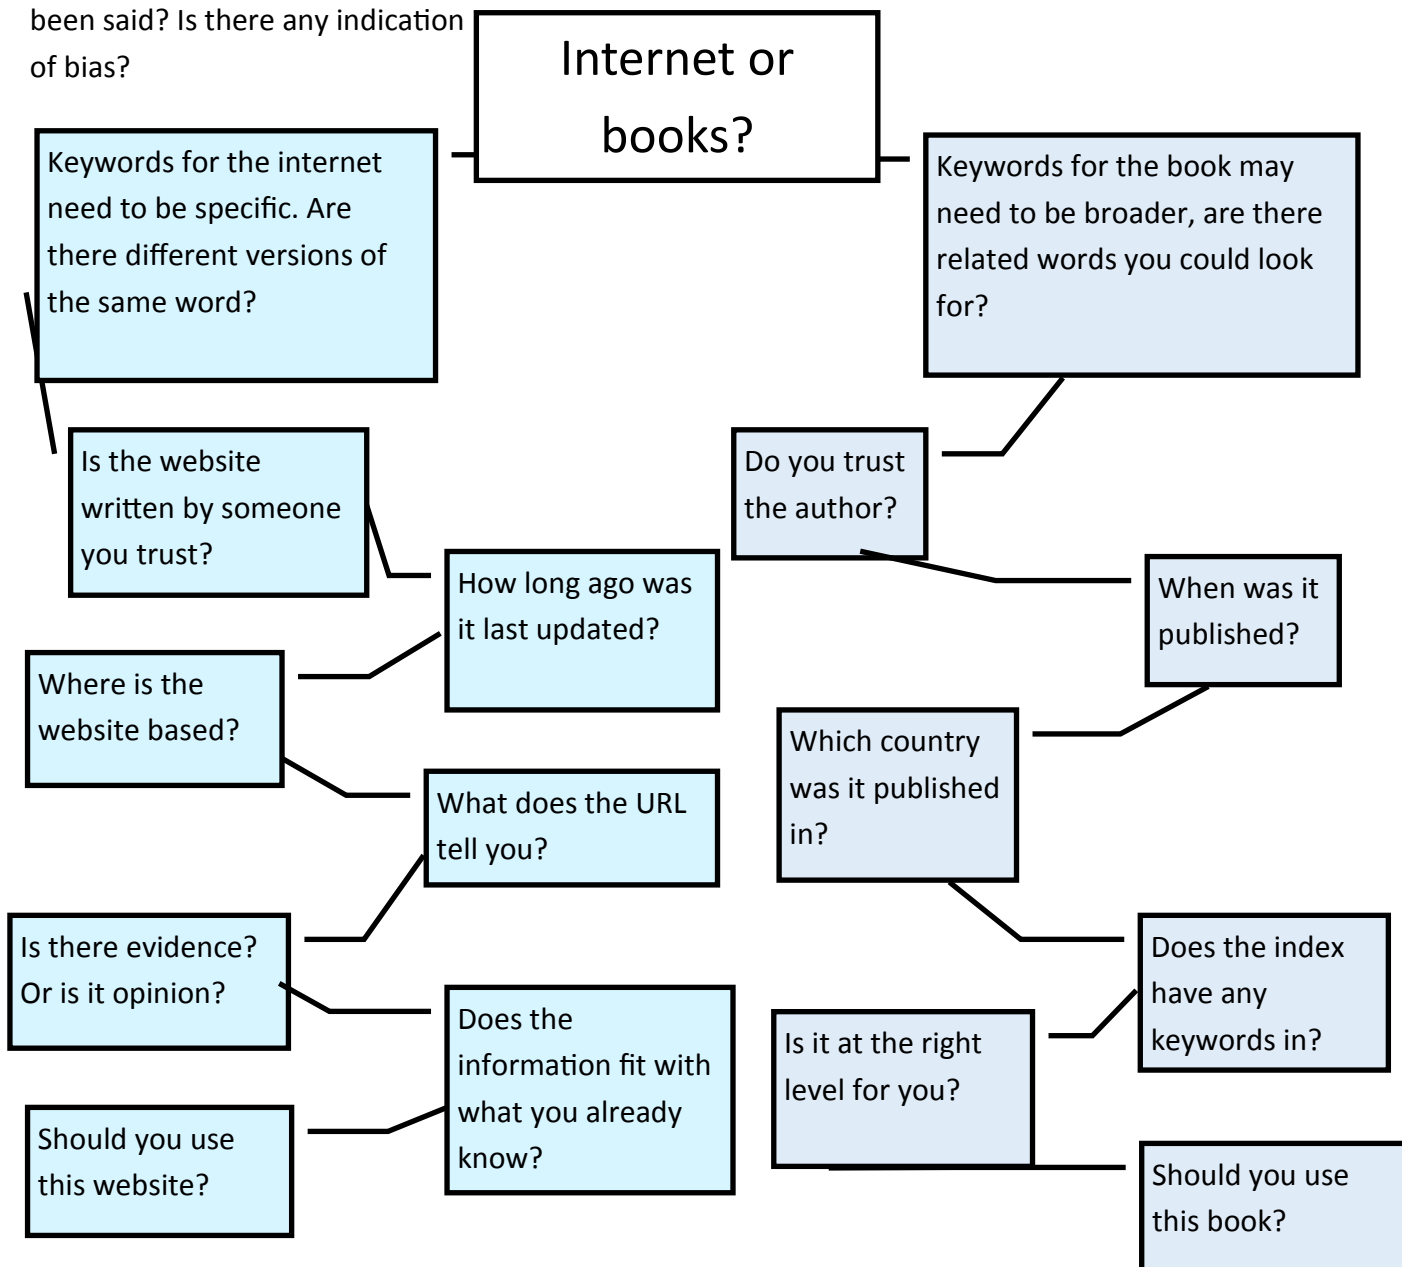 been said? Is there any indication
of bias?
Internet or
books?
Keywords for the internet
need to be specific. Are
there different versions of
the same word?
Keywords for the book may
need to be broader, are there
related words you could look
for?
Is the website
written by someone
you trust?
Do you trust
the author?
How long ago was
it last updated?
When was it
published?
Where is the
website based?
Which country
was it published
in?
What does the URL
tell you?
Is there evidence?
Or is it opinion?
Does the index
have any
keywords in?
Does the
information fit with
what you already
know?
Is it at the right
level for you?
Should you use
this website?
Should you use
this book?